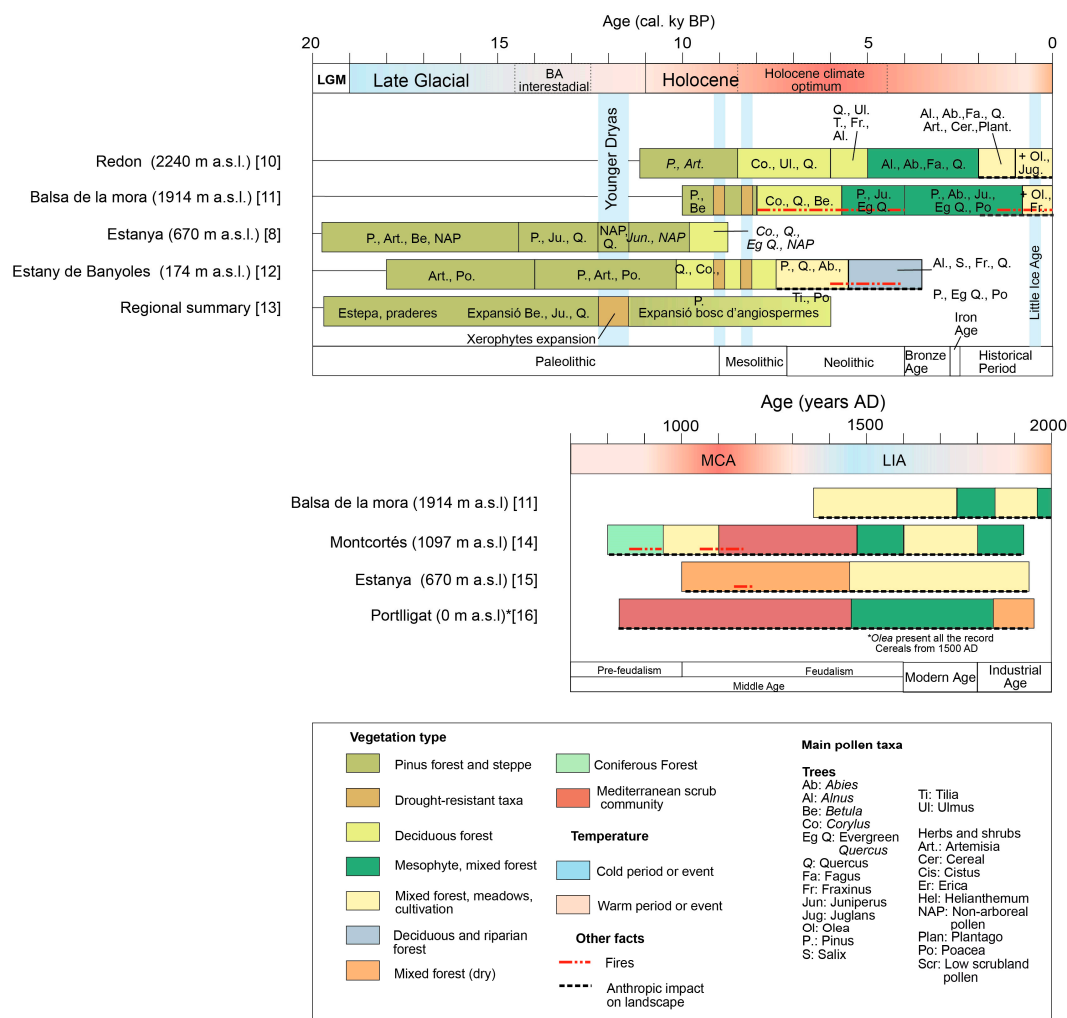 Age (cal. ky BP)
20 15 10 5 0
LGM Late Glacial BA interestadial Holocene Holocene climate optimum
Younger Dryas
Little Ice Age
Q., Ul.
T., Fr.,
Al.
Al., Ab.,Fa., Q.
Art., Cer.,Plant.
Redon (2240 m a.s.l.) [10]
P., Art. Co., Ul., Q. Al., Ab.,Fa., Q. + Ol., Jug.
Balsa de la mora (1914 m a.s.l.) [11]
P., Be Co., Q., Be. P., Ju. Eg Q. P., Ab., Ju., Eg Q., Po + Ol., Fr.
Estanya (670 m a.s.l.) [8]
P., Art., Be, NAP P., Ju., Q. NAP, Q. Jun., NAP
Co., Q.,
Eg Q., NAP
Estany de Banyoles (174 m a.s.l.) [12]
Art., Po. P., Art., Po. Q., Co., P. P., Q., Ab., Ti., Po
Al., S., Fr., Q.
P., Eg Q., Po
Regional summary [13]
Estepa, praderes Expansió Be., Ju., Q. Expansió bosc d'angiospermes
Xerophytes expansion
Iron
Age
Paleolithic Mesolithic Neolithic Bronze Age Historical Period
Age (years AD)
1000 1500 2000
MCA LIA
Balsa de la mora (1914 m a.s.l) [11]
Montcortés (1097 m a.s.l) [14]
Estanya (670 m a.s.l) [15]
Portlligat (0 m a.s.l)*[16]
*Olea present all the record
Cereals from 1500 AD
Pre-feudalism Feudalism
Middle Age
Modern Age
Industrial
Age
Vegetation type
Pinus forest and steppe
Drought-resistant taxa
Deciduous forest
Mesophyte, mixed forest
Mixed forest, meadows,
cultivation
Deciduous and riparian
forest
Mixed forest (dry)
Coniferous Forest
Mediterranean scrub
community
Temperature
Cold period or event
Warm period or event
Other facts
Fires
Anthropic impact
on landscape
Main pollen taxa
Trees
Ab: Abies
Al: Alnus
Be: Betula
Co: Corylus
Eg Q: Evergreen
Quercus
Q: Quercus
Fa: Fagus
Fr: Fraxinus
Jun: Juniperus
Jug: Juglans
Ol: Olea
P.: Pinus
S: Salix
Ti: Tilia
Ul: Ulmus
Herbs and shrubs
Art.: Artemisia
Cer: Cereal
Cis: Cistus
Er: Erica
Hel: Helianthemum
NAP: Non-arboreal
pollen
Plan: Plantago
Po: Poacea
Scr: Low scrubland
pollen